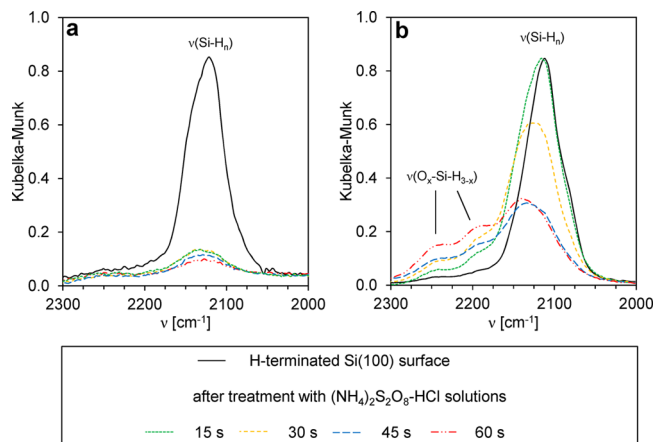 a
ν(Si-Hn)
Kubelka-Munk
1.0
0.8
0.6
0.4
0.2
0.0
2300
2200
2100
2000
ν [cm-1]
b
ν(Si-Hn)
ν(Ox-Si-H3-x)
Kubelka-Munk
1.0
0.8
0.6
0.4
0.2
0.0
2300
2200
2100
2000
ν [cm-1]
H-terminated Si(100) surface
after treatment with (NH4)2S2O8-HCl solutions
15 s 30 s 45 s 60 s